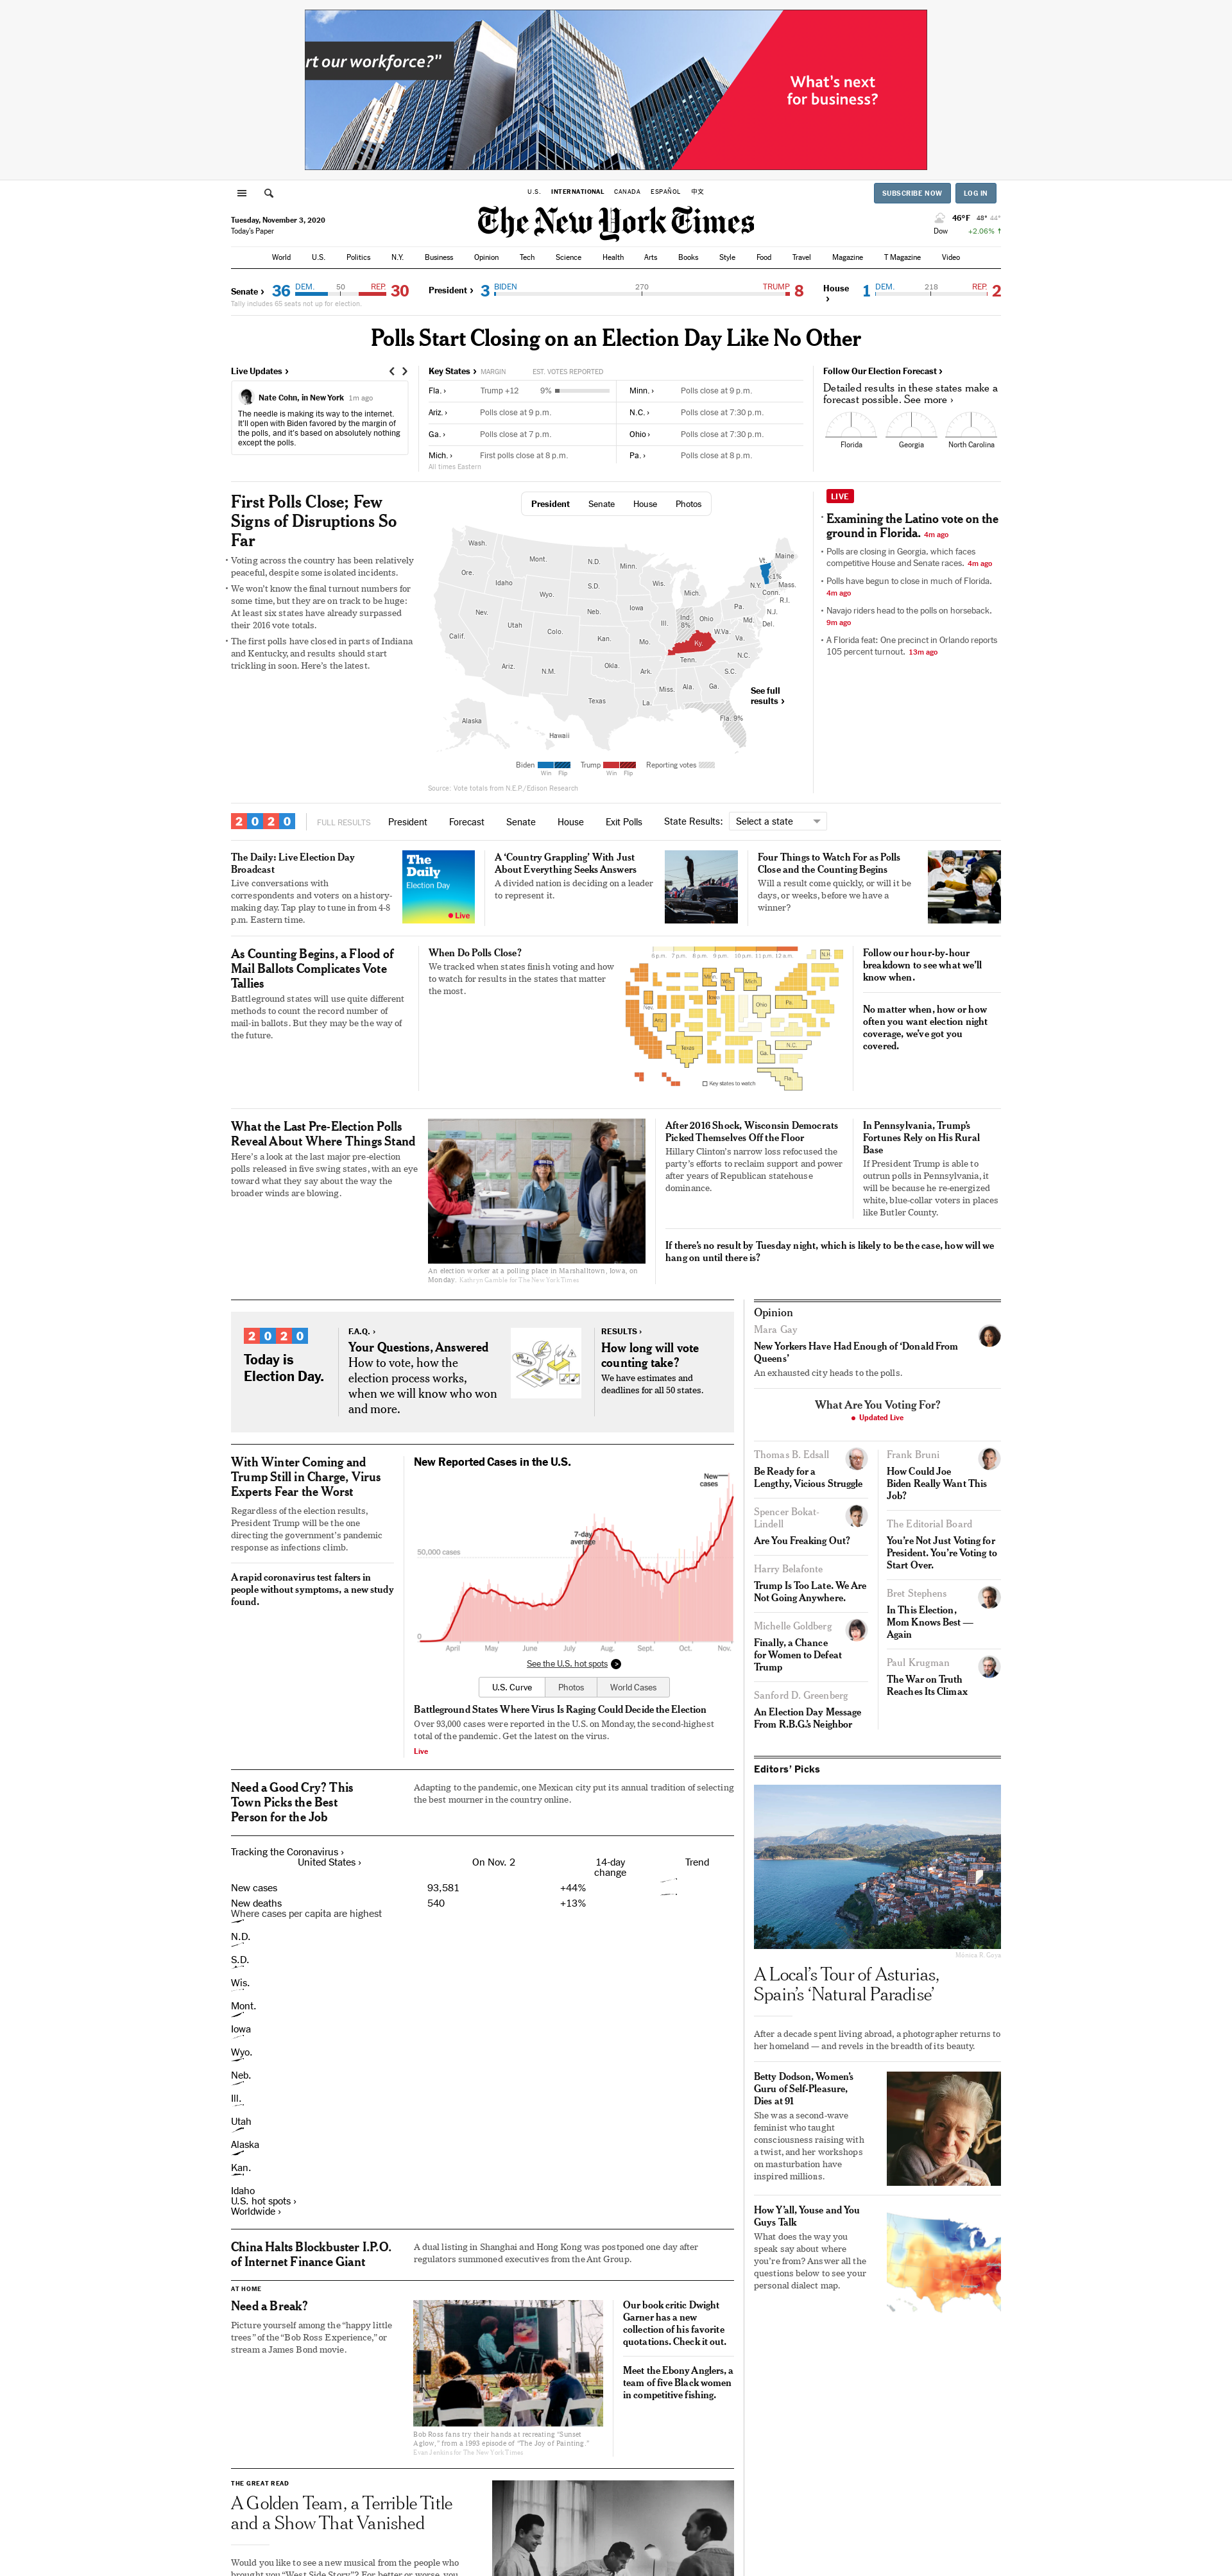 rt our workforce?”
What’s next
for business?
U.S. INTERNATIONAL CANADA ESPAÑOL 中文
SUBSCRIBE NOW LOG IN
Tuesday, November 3, 2020
Today’s Paper
The New York Times
46°F 48° 44°
Dow +2.06% ↑
World U.S. Politics N.Y. Business Opinion Tech Science Health Arts Books Style Food Travel Magazine T Magazine Video
Senate › 36 DEM. 50 REP. 30
Tally includes 65 seats not up for election.
President › 3 BIDEN 270 TRUMP 8
House › 1 DEM. 218 REP. 2
Polls Start Closing on an Election Day Like No Other
Live Updates ›
Nate Cohn, in New York 1m ago
The needle is making its way to the internet.
It’ll open with Biden favored by the margin of
the polls, and it’s based on absolutely nothing
except the polls.
Key States › MARGIN EST. VOTES REPORTED
Fla. › Trump +12 9%
Ariz. › Polls close at 9 p.m.
Ga. › Polls close at 7 p.m.
Mich. › First polls close at 8 p.m.
All times Eastern
Minn. › Polls close at 9 p.m.
N.C. › Polls close at 7:30 p.m.
Ohio › Polls close at 7:30 p.m.
Pa. › Polls close at 8 p.m.
Follow Our Election Forecast ›
Detailed results in these states make a
forecast possible. See more ›
Florida Georgia North Carolina
First Polls Close; Few
Signs of Disruptions So
Far
• Voting across the country has been relatively
peaceful, despite some isolated incidents.
• We won’t know the final turnout numbers for
some time, but they are on track to be huge:
At least six states have already surpassed
their 2016 vote totals.
• The first polls have closed in parts of Indiana
and Kentucky, and results should start
trickling in soon. Here’s the latest.
President Senate House Photos
Wash.
Mont.
N.D.
Minn.
Vt.
Maine
Ore.
Idaho
S.D.
Wis.
<1%
Mass.
N.Y.
Conn.
Wyo.
Mich.
R.I.
Nev.
Neb.
Iowa
Pa.
N.J.
Utah
Colo.
Ill.
Ind.
8%
Ohio
Md.
Del.
Calif.
Kan.
Mo.
Ky.
W.Va.
Va.
Ariz.
N.M.
Okla.
Ark.
Tenn.
N.C.
S.C.
Texas
La.
Miss.
Ala.
Ga.
Fla. 9%
Alaska
Hawaii
See full
results ›
Biden Win Flip
Trump Win Flip
Reporting votes
Source: Vote totals from N.E.P./Edison Research
LIVE
• Examining the Latino vote on the
ground in Florida. 4m ago
• Polls are closing in Georgia, which faces
competitive House and Senate races. 4m ago
• Polls have begun to close in much of Florida.
4m ago
• Navajo riders head to the polls on horseback.
9m ago
• A Florida feat: One precinct in Orlando reports
105 percent turnout. 13m ago
2020 FULL RESULTS President Forecast Senate House Exit Polls State Results: Select a state
The Daily: Live Election Day
Broadcast
Live conversations with
correspondents and voters on a history-
making day. Tap play to tune in from 4-8
p.m. Eastern time.
The
Daily
Election Day
Live
A ‘Country Grappling’ With Just
About Everything Seeks Answers
A divided nation is deciding on a leader
to represent it.
Four Things to Watch For as Polls
Close and the Counting Begins
Will a result come quickly, or will it be
days, or weeks, before we have a
winner?
As Counting Begins, a Flood of
Mail Ballots Complicates Vote
Tallies
Battleground states will use quite different
methods to count the record number of
mail-in ballots. But they may be the way of
the future.
When Do Polls Close?
We tracked when states finish voting and how
to watch for results in the states that matter
the most.
6 p.m. 7 p.m. 8 p.m. 9 p.m. 10 p.m. 11 p.m. 12 a.m.
N.H.
Minn.
Wis.
Mich.
Nev.
Iowa
Ohio
Pa.
Ariz.
Texas
N.C.
Ga.
Fla.
Key states to watch
Follow our hour-by-hour
breakdown to see what we’ll
know when.
No matter when, how or how
often you want election night
coverage, we’ve got you
covered.
What the Last Pre-Election Polls
Reveal About Where Things Stand
Here’s a look at the last major pre-election
polls released in five swing states, with an eye
toward what they say about the way the
broader winds are blowing.
An election worker at a polling place in Marshalltown, Iowa, on
Monday. Kathryn Gamble for The New York Times
After 2016 Shock, Wisconsin Democrats
Picked Themselves Off the Floor
Hillary Clinton’s narrow loss refocused the
party’s efforts to reclaim support and power
after years of Republican statehouse
dominance.
In Pennsylvania, Trump’s
Fortunes Rely on His Rural
Base
If President Trump is able to
outrun polls in Pennsylvania, it
will be because he re-energized
white, blue-collar voters in places
like Butler County.
If there’s no result by Tuesday night, which is likely to be the case, how will we
hang on until there is?
2020
Today is
Election Day.
F.A.Q. ›
Your Questions, Answered
How to vote, how the
election process works,
when we will know who won
and more.
RESULTS ›
How long will vote
counting take?
We have estimates and
deadlines for all 50 states.
With Winter Coming and
Trump Still in Charge, Virus
Experts Fear the Worst
Regardless of the election results,
President Trump will be the one
directing the government’s pandemic
response as infections climb.
A rapid coronavirus test falters in
people without symptoms, a new study
found.
New Reported Cases in the U.S.
New
cases
7-day
average
50,000 cases
0
April May June July Aug. Sept. Oct. Nov.
See the U.S. hot spots
U.S. Curve Photos World Cases
Battleground States Where Virus Is Raging Could Decide the Election
Over 93,000 cases were reported in the U.S. on Monday, the second-highest
total of the pandemic. Get the latest on the virus.
Live
Need a Good Cry? This
Town Picks the Best
Person for the Job
Adapting to the pandemic, one Mexican city put its annual tradition of selecting
the best mourner in the country online.
Tracking the Coronavirus ›
United States › On Nov. 2 14-day
change Trend
New cases 93,581 +44%
New deaths 540 +13%
Where cases per capita are highest
N.D.
S.D.
Wis.
Mont.
Iowa
Wyo.
Neb.
Ill.
Utah
Alaska
Kan.
Idaho
U.S. hot spots ›
Worldwide ›
China Halts Blockbuster I.P.O.
of Internet Finance Giant
A dual listing in Shanghai and Hong Kong was postponed one day after
regulators summoned executives from the Ant Group.
AT HOME
Need a Break?
Picture yourself among the “happy little
trees” of the “Bob Ross Experience,” or
stream a James Bond movie.
Bob Ross fans try their hands at recreating “Sunset
Aglow,” from a 1993 episode of “The Joy of Painting.”
Evan Jenkins for The New York Times
Our book critic Dwight
Garner has a new
collection of his favorite
quotations. Check it out.
Meet the Ebony Anglers, a
team of five Black women
in competitive fishing.
THE GREAT READ
A Golden Team, a Terrible Title
and a Show That Vanished
Would you like to see a new musical from the people who
brought you “West Side Story”? For better or worse, you
Opinion
Mara Gay
New Yorkers Have Had Enough of ‘Donald From
Queens’
An exhausted city heads to the polls.
What Are You Voting For?
Updated Live
Thomas B. Edsall
Be Ready for a
Lengthy, Vicious Struggle
Spencer Bokat-
Lindell
Are You Freaking Out?
Harry Belafonte
Trump Is Too Late. We Are
Not Going Anywhere.
Michelle Goldberg
Finally, a Chance
for Women to Defeat
Trump
Sanford D. Greenberg
An Election Day Message
From R.B.G.’s Neighbor
Frank Bruni
How Could Joe
Biden Really Want This
Job?
The Editorial Board
You’re Not Just Voting for
President. You’re Voting to
Start Over.
Bret Stephens
In This Election,
Mom Knows Best —
Again
Paul Krugman
The War on Truth
Reaches Its Climax
Editors’ Picks
Mónica R. Goya
A Local’s Tour of Asturias,
Spain’s ‘Natural Paradise’
After a decade spent living abroad, a photographer returns to
her homeland — and revels in the breadth of its beauty.
Betty Dodson, Women’s
Guru of Self-Pleasure,
Dies at 91
She was a second-wave
feminist who taught
consciousness raising with
a twist, and her workshops
on masturbation have
inspired millions.
How Y’all, Youse and You
Guys Talk
What does the way you
speak say about where
you’re from? Answer all the
questions below to see your
personal dialect map.